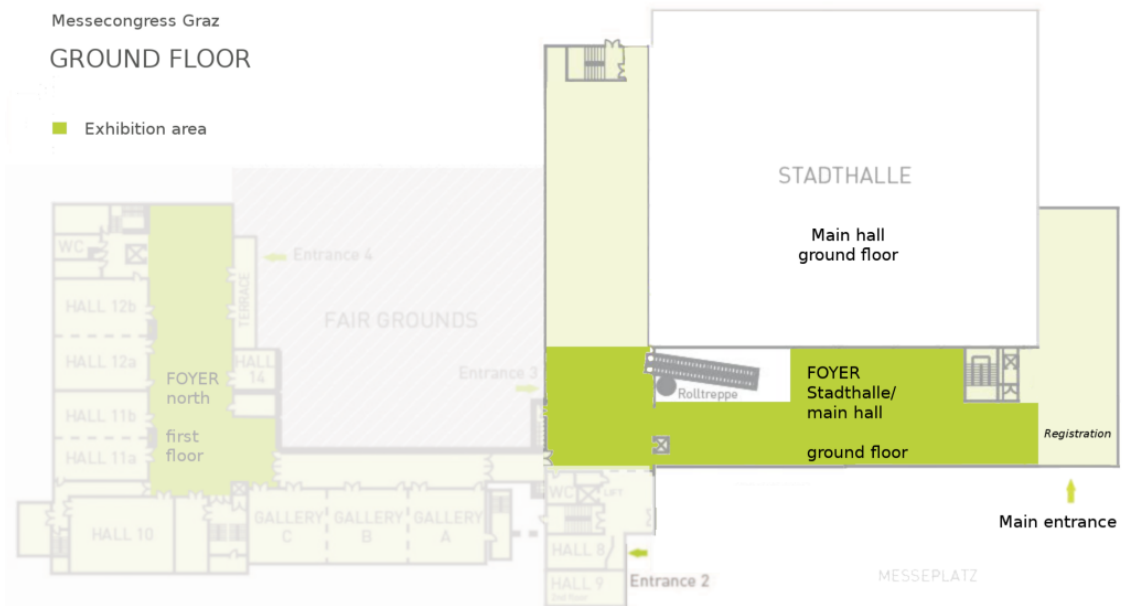 Messecongress Graz
GROUND FLOOR
Exhibition area
STADTHALLE
Main hall
ground floor
WC
Entrance 4
HALL 12b
TERRACE
FAIR GROUNDS
HALL 12a
HALL
14
Entrance 3
FOYER
north
first
floor
Rolltreppe
FOYER
Stadthalle/
main hall
ground floor
HALL 11b
HALL 11a
Registration
WC
LIFT
HALL 10
GALLERY
C
GALLERY
B
GALLERY
A
HALL 8
HALL 9
2nd floor
Entrance 2
Main entrance
MESSEPLATZ